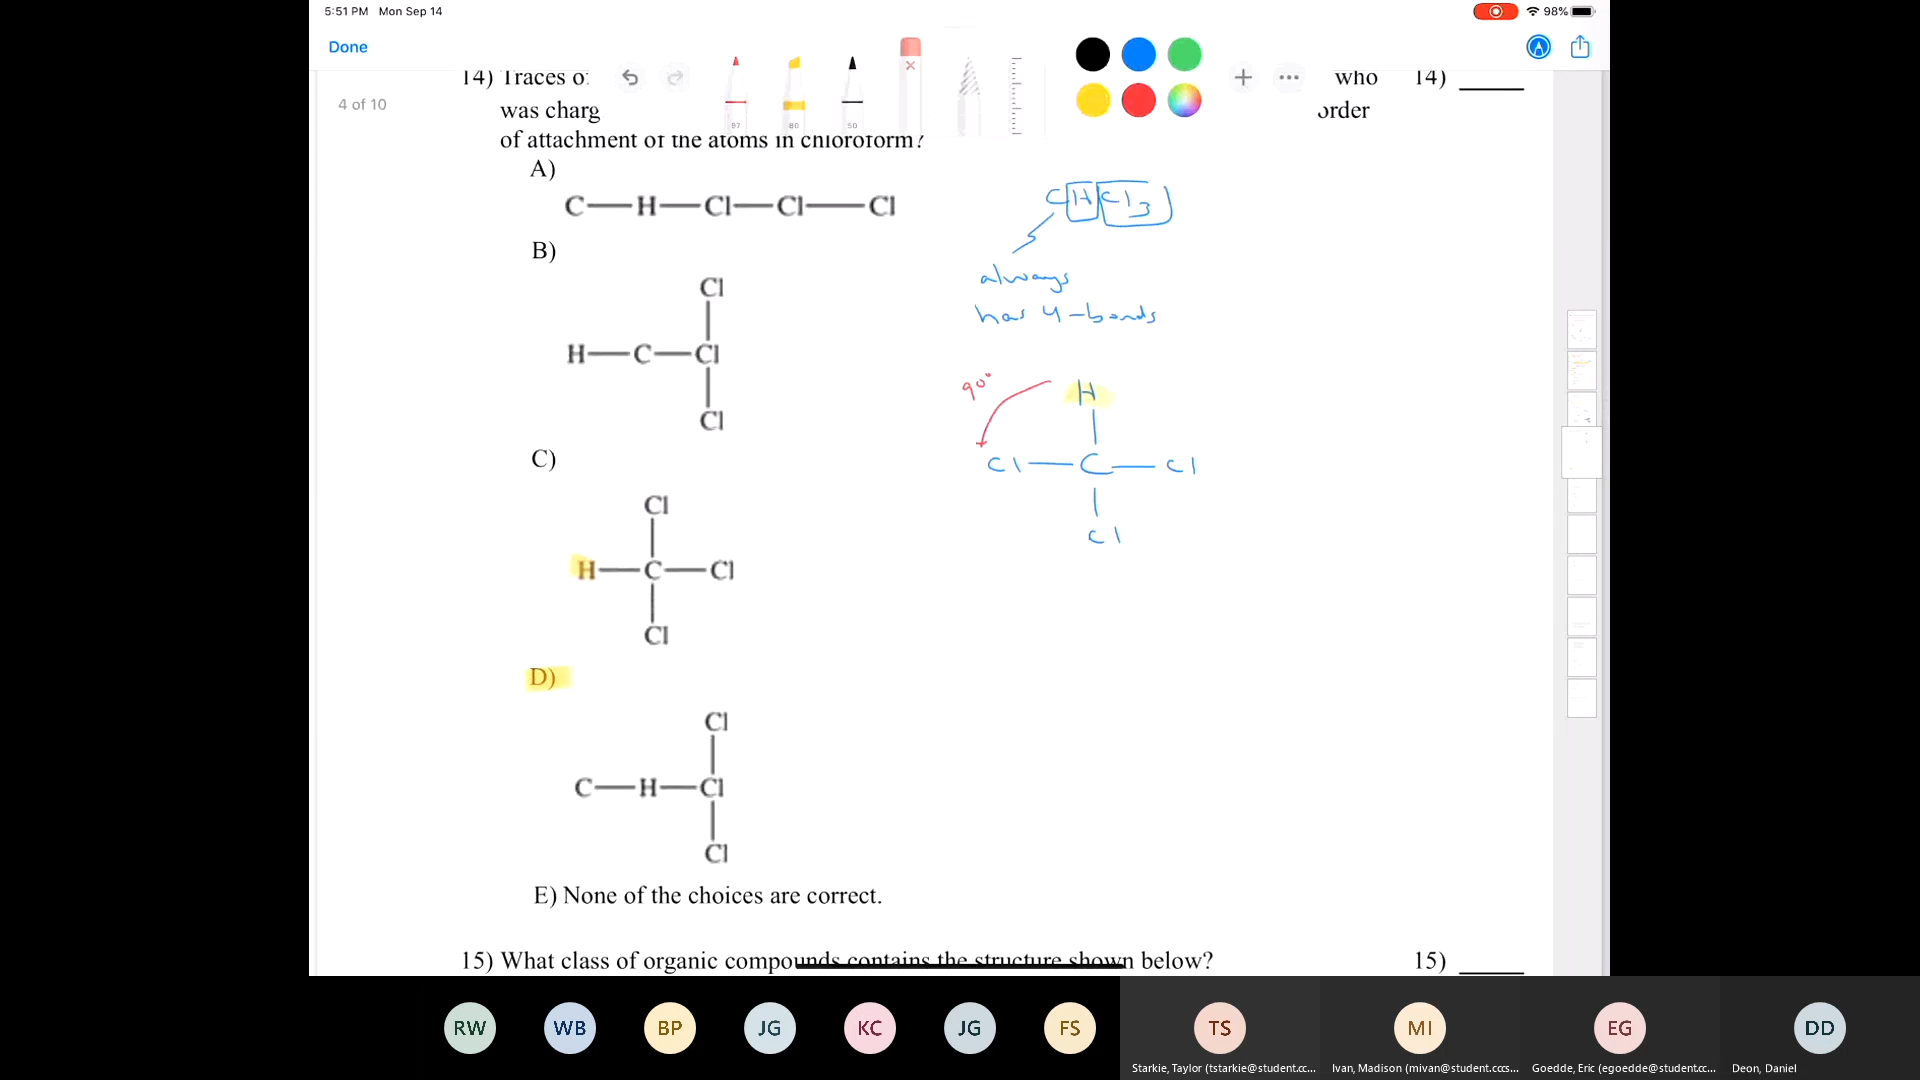 5:51 PM Mon Sep 14
98%
Done
4 of 10
97
80
50
14) Traces of who 14)
was charg order
of attachment of the atoms in chloroform?
A)
C—H—Cl—Cl—Cl
B)
Cl
H—C—Cl
Cl
C)
Cl
H—C—Cl
Cl
D)
Cl
C—H—Cl
Cl
E) None of the choices are correct.
CHCl3
always
has 4-bonds
90°
H
Cl—C—Cl
Cl
15) What class of organic compounds contains the structure shown below? 15)
RW WB BP JG KC JG FS TS MI EG DD
Starkie, Taylor (tstarkie@student.cc... Ivan, Madison (mivan@student.cccs... Goedde, Eric (egoedde@student.cc... Deon, Daniel